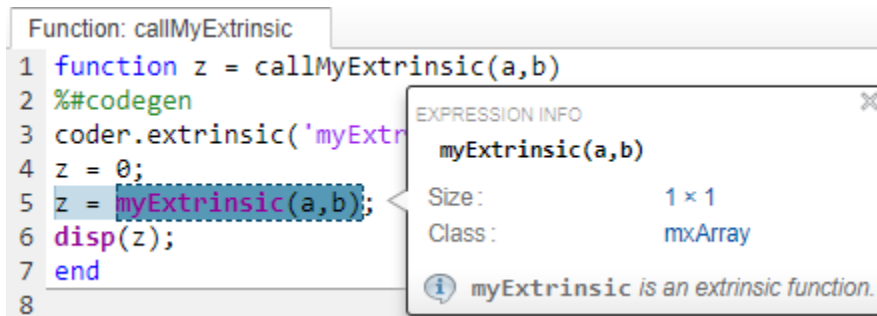 Function: callMyExtrinsic
1 function z = callMyExtrinsic(a,b)
2 %#codegen
3 coder.extrinsic('myExtr
4 z = 0;
5 z = myExtrinsic(a,b);
6 disp(z);
7 end
8
EXPRESSION INFO
myExtrinsic(a,b)
Size: 1 × 1
Class: mxArray
myExtrinsic is an extrinsic function.